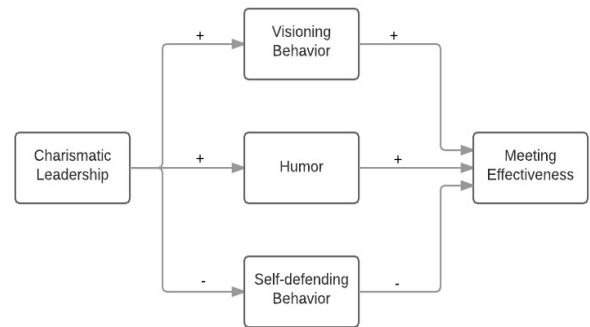 Visioning
Behavior
+
+
Charismatic
Leadership
+
Humor
+
Meeting
Effectiveness
-
Self-defending
Behavior
-